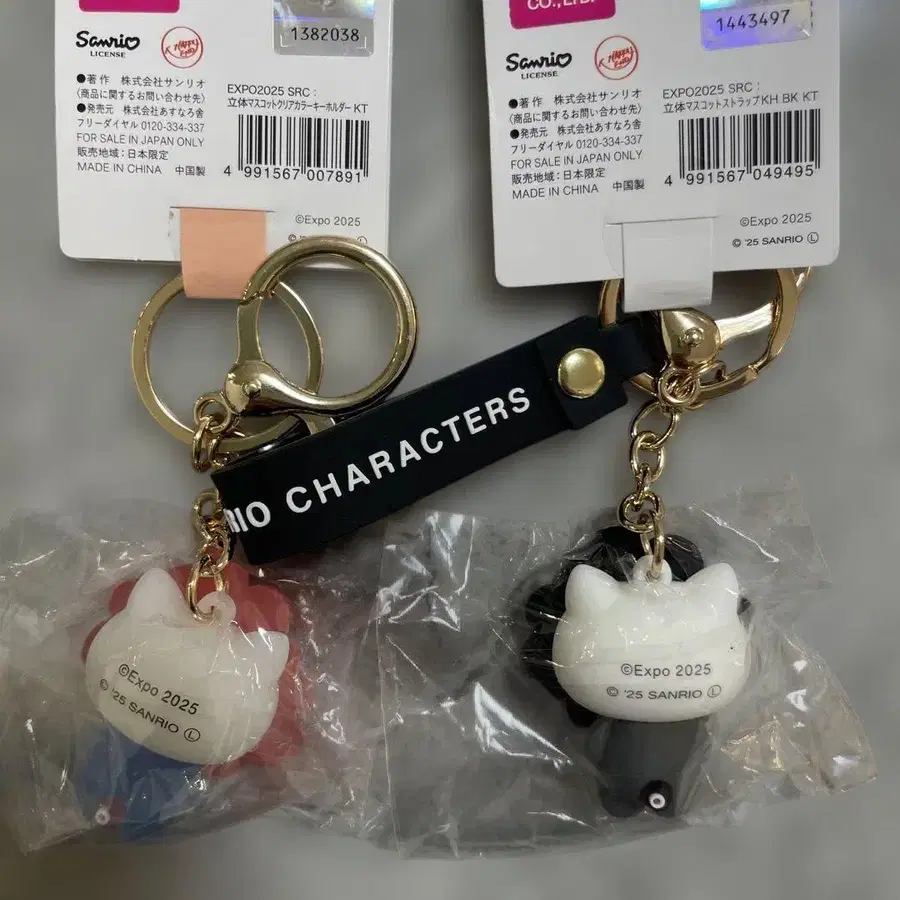 1382038
Sanrio
LICENSE
HAPPY
END
●著作 株式会社サンリオ
〈商品に関するお問い合わせ先〉
●発売元 株式会社あすなろ舎
フリーダイヤル 0120-334-337
FOR SALE IN JAPAN ONLY
販売地域:日本限定
MADE IN CHINA 中国製
EXPO2025 SRC:
立体マスコットクリアカラーキーホルダー KT
4 991567 007891
©Expo 2025
© '25 SANRIO Ⓛ
CO.,LTD.
1443497
Sanrio
LICENSE
HAPPY
END
●著作 株式会社サンリオ
〈商品に関するお問い合わせ先〉
●発売元 株式会社あすなろ舎
フリーダイヤル 0120-334-337
FOR SALE IN JAPAN ONLY
販売地域:日本限定
MADE IN CHINA 中国製
EXPO2025 SRC:
立体マスコットストラップKH BK KT
4 991567 049495
©Expo 2025
© '25 SANRIO Ⓛ
RIO CHARACTERS
©Expo 2025
© '25 SANRIO Ⓛ
©Expo 2025
© '25 SANRIO Ⓛ